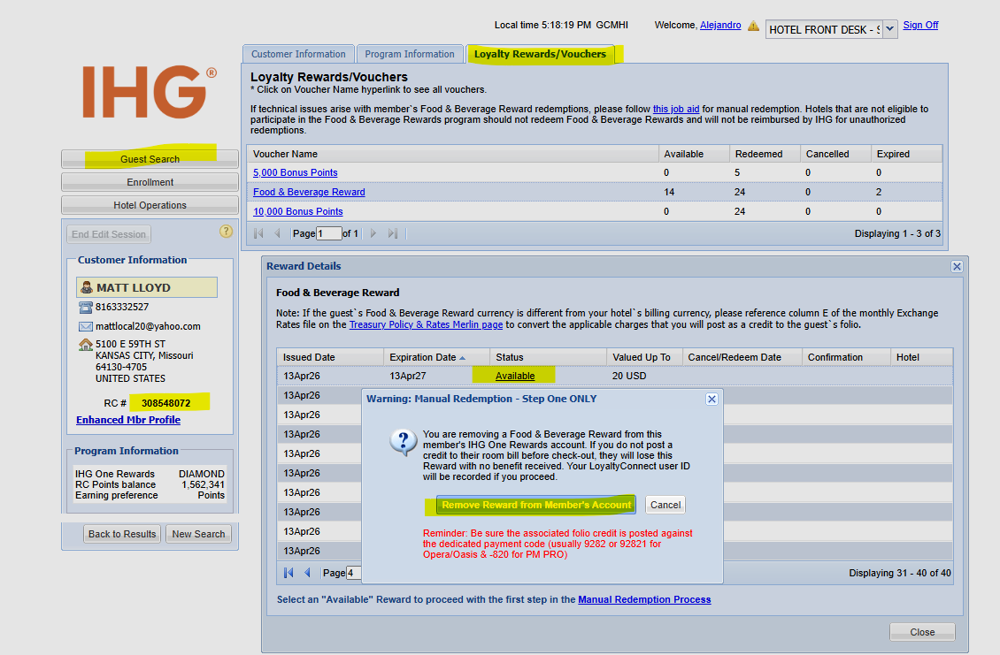 Local time 5:18:19 PM GCMHI
Welcome, Alejandro
HOTEL FRONT DESK - S
Sign Off
IHG®
Customer Information
Program Information
Loyalty Rewards/Vouchers
Loyalty Rewards/Vouchers
* Click on Voucher Name hyperlink to see all vouchers.
If technical issues arise with member`s Food & Beverage Reward redemptions, please follow this job aid for manual redemption. Hotels that are not eligible to
participate in the Food & Beverage Rewards program should not redeem Food & Beverage Rewards and will not be reimbursed by IHG for unauthorized
redemptions.
Voucher Name Available Redeemed Cancelled Expired
5,000 Bonus Points 0 5 0 0
Food & Beverage Reward 14 24 0 2
10,000 Bonus Points 0 24 0 0
Page 1 of 1
Displaying 1 - 3 of 3
Guest Search
Enrollment
Hotel Operations
End Edit Session
?
Customer Information
MATT LLOYD
8163332527
mattlocal20@yahoo.com
5100 E 59TH ST
KANSAS CITY, Missouri
64130-4705
UNITED STATES
RC # 308548072
Enhanced Mbr Profile
Program Information
IHG One Rewards DIAMOND
RC Points balance 1,562,341
Earning preference Points
Back to Results
New Search
Reward Details
Food & Beverage Reward
Note: If the guest`s Food & Beverage Reward currency is different from your hotel`s billing currency, please reference column E of the monthly Exchange
Rates file on the Treasury Policy & Rates Merlin page to convert the applicable charges that you will post as a credit to the guest`s folio.
Issued Date Expiration Date Status Valued Up To Cancel/Redeem Date Confirmation Hotel
13Apr26 13Apr27 Available 20 USD
13Apr26
13Apr26
13Apr26
13Apr26
13Apr26
13Apr26
13Apr26
13Apr26
13Apr26
Warning: Manual Redemption - Step One ONLY
?
You are removing a Food & Beverage Reward from this
member's IHG One Rewards account. If you do not post a
credit to their room bill before check-out, they will lose this
Reward with no benefit received. Your LoyaltyConnect user ID
will be recorded if you proceed.
Remove Reward from Member's Account
Cancel
Reminder: Be sure the associated folio credit is posted against
the dedicated payment code (usually 9282 or 92821 for
Opera/Oasis & -820 for PM PRO)
Page 4
Displaying 31 - 40 of 40
Select an "Available" Reward to proceed with the first step in the Manual Redemption Process
Close